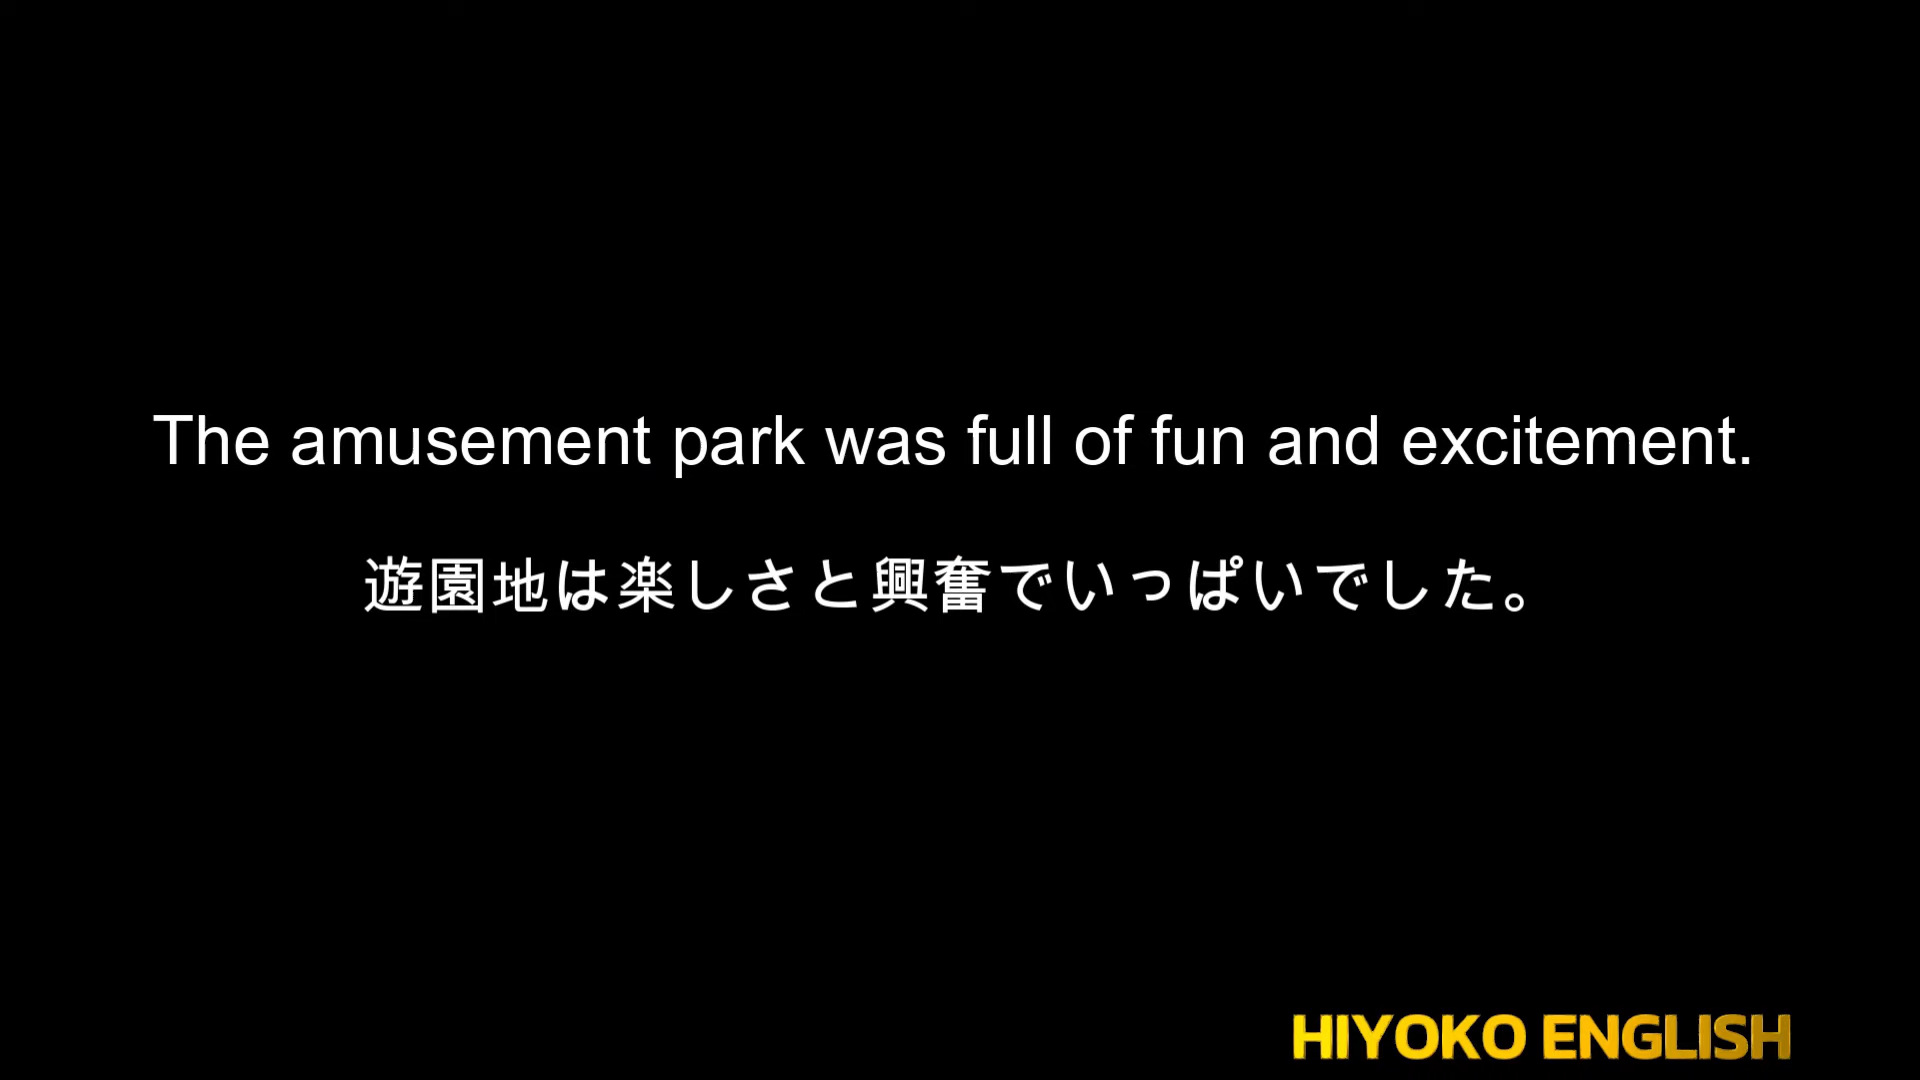 The amusement park was full of fun and excitement.
遊園地は楽しさと興奮でいっぱいでした。
HIYOKO ENGLISH